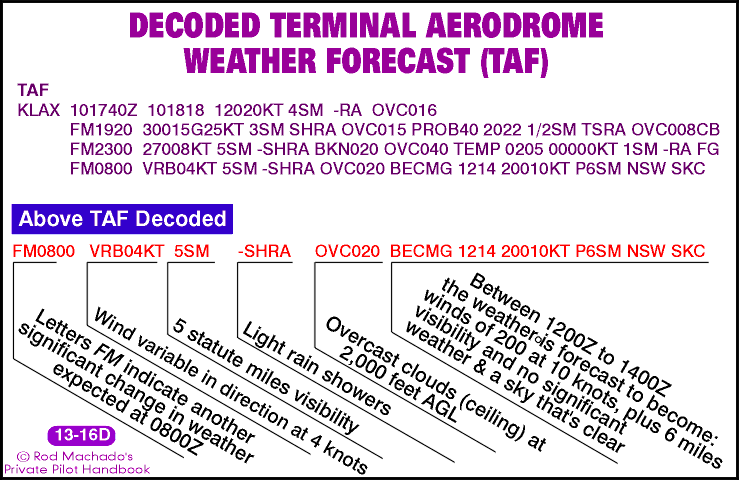 DECODED TERMINAL AERODROME
WEATHER FORECAST (TAF)
TAF
KLAX 101740Z 101818 12020KT 4SM -RA OVC016
FM1920 30015G25KT 3SM SHRA OVC015 PROB40 2022 1/2SM TSRA OVC008CB
FM2300 27008KT 5SM -SHRA BKN020 OVC040 TEMP 0205 00000KT 1SM -RA FG
FM0800 VRB04KT 5SM -SHRA OVC020 BECMG 1214 20010KT P6SM NSW SKC
Above TAF Decoded
FM0800 VRB04KT 5SM -SHRA OVC020 BECMG 1214 20010KT P6SM NSW SKC
Letters FM indicate another
significant change in weather
expected at 0800Z
Wind variable in direction at 4 knots
5 statute miles visibility
Light rain showers
Overcast clouds (ceiling) at
2,000 feet AGL
Between 1200Z to 1400Z
the weather is forecast to become:
winds of 200 at 10 knots, plus 6 miles
visibility and no significant
weather & a sky that's clear
13-16D
© Rod Machado's
Private Pilot Handbook